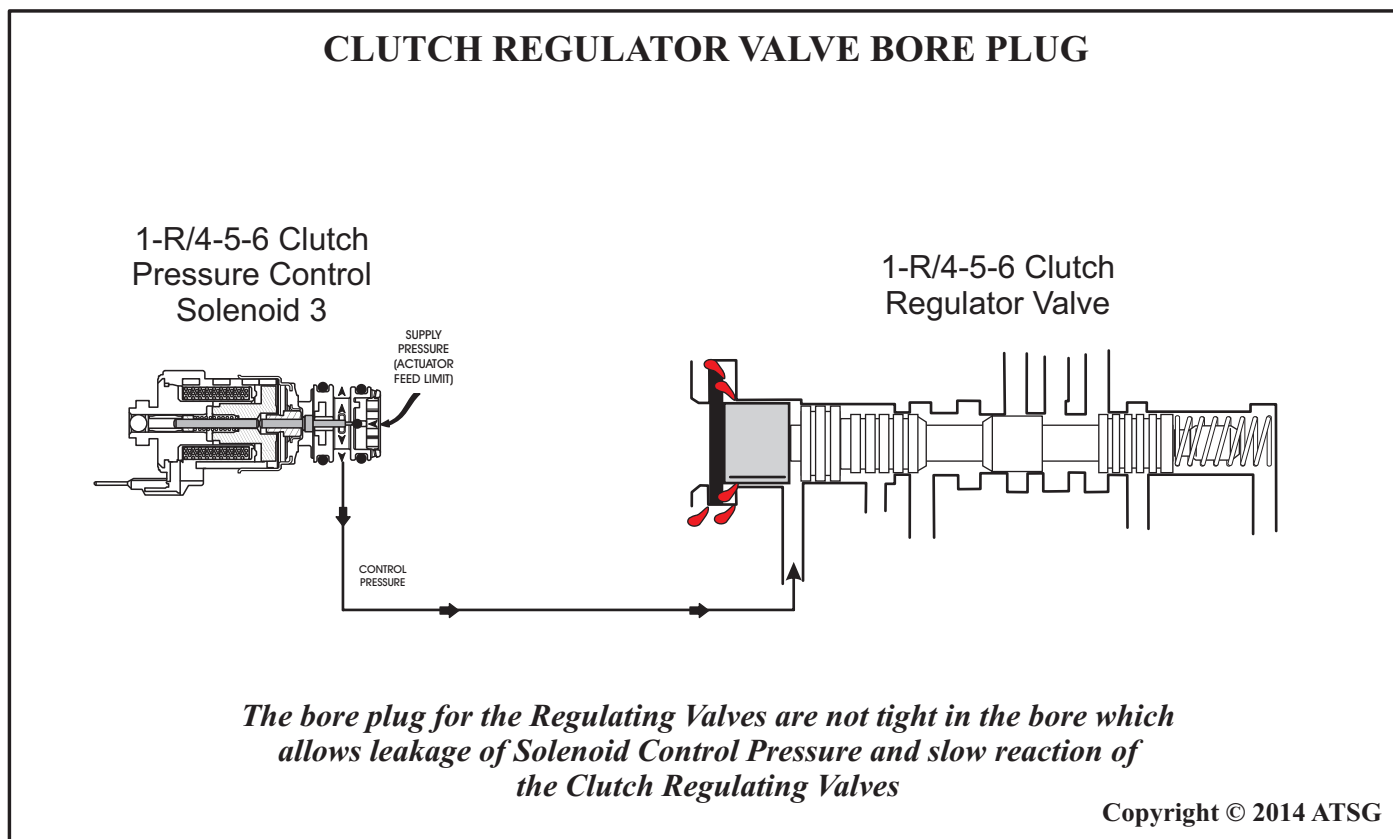 CLUTCH REGULATOR VALVE BORE PLUG
1-R/4-5-6 Clutch
Pressure Control
Solenoid 3
SUPPLY
PRESSURE
(ACTUATOR
FEED LIMIT)
1-R/4-5-6 Clutch
Regulator Valve
CONTROL
PRESSURE
The bore plug for the Regulating Valves are not tight in the bore which
allows leakage of Solenoid Control Pressure and slow reaction of
the Clutch Regulating Valves
Copyright © 2014 ATSG